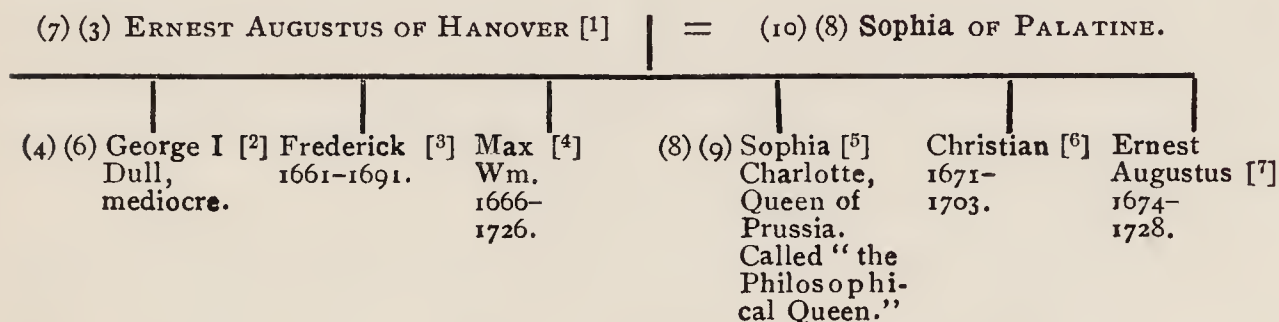 (7) (3) ERNEST AUGUSTUS OF HANOVER [1] = (10) (8) Sophia OF PALATINE.
(4) (6) George I [2]
Dull,
mediocre.
Frederick [3]
1661–1691.
Max [4]
Wm.
1666–
1726.
(8) (9) Sophia [5]
Charlotte,
Queen of
Prussia.
Called “ the
Philosophi-
cal Queen.”
Christian [6]
1671–
1703.
Ernest
Augustus [7]
1674–
1728.